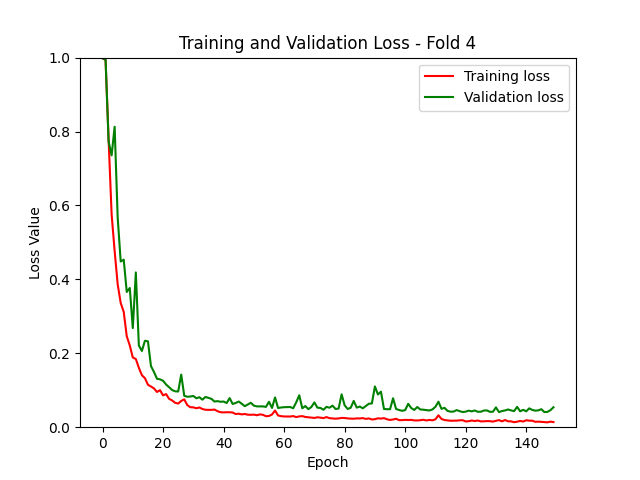 Training and Validation Loss - Fold 4
Training loss
Validation loss
Loss Value
1.0
0.8
0.6
0.4
0.2
0.0
0 20 40 60 80 100 120 140
Epoch